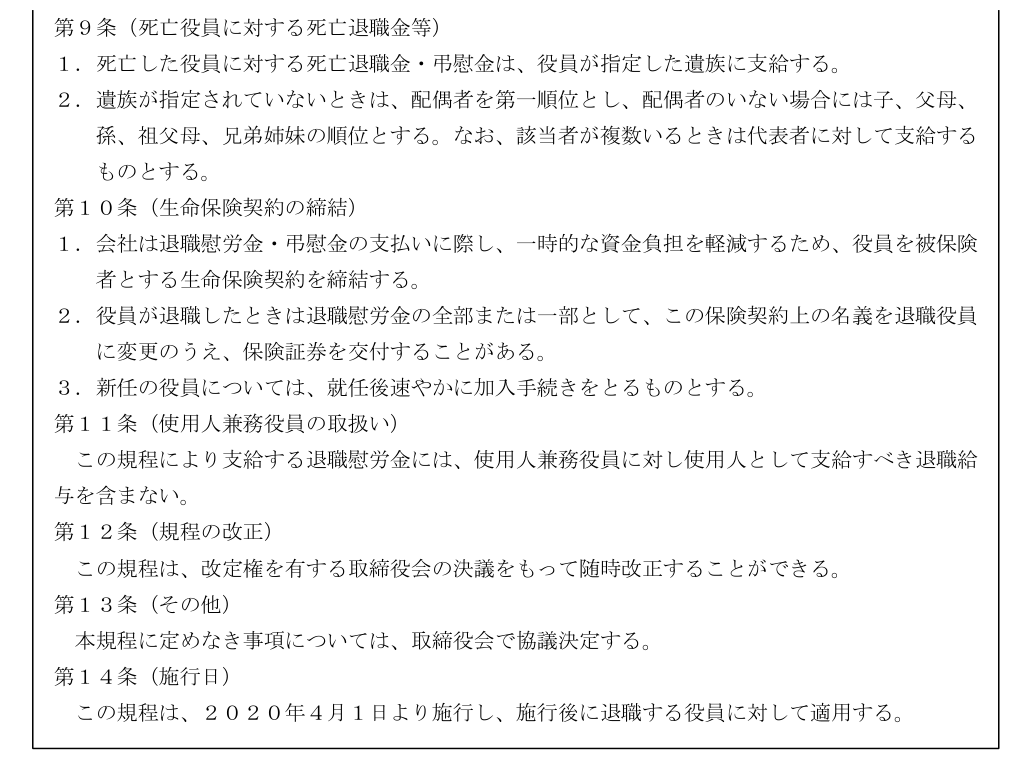 第９条（死亡役員に対する死亡退職金等）
１．死亡した役員に対する死亡退職金・弔慰金は、役員が指定した遺族に支給する。
２．遺族が指定されていないときは、配偶者を第一順位とし、配偶者のいない場合には子、父母、
孫、祖父母、兄弟姉妹の順位とする。なお、該当者が複数いるときは代表者に対して支給する
ものとする。
第１０条（生命保険契約の締結）
１．会社は退職慰労金・弔慰金の支払いに際し、一時的な資金負担を軽減するため、役員を被保険
者とする生命保険契約を締結する。
２．役員が退職したときは退職慰労金の全部または一部として、この保険契約上の名義を退職役員
に変更のうえ、保険証券を交付することがある。
３．新任の役員については、就任後速やかに加入手続きをとるものとする。
第１１条（使用人兼務役員の取扱い）
この規程により支給する退職慰労金には、使用人兼務役員に対し使用人として支給すべき退職給
与を含まない。
第１２条（規程の改正）
この規程は、改定権を有する取締役会の決議をもって随時改正することができる。
第１３条（その他）
本規程に定めなき事項については、取締役会で協議決定する。
第１４条（施行日）
この規程は、２０２０年４月１日より施行し、施行後に退職する役員に対して適用する。